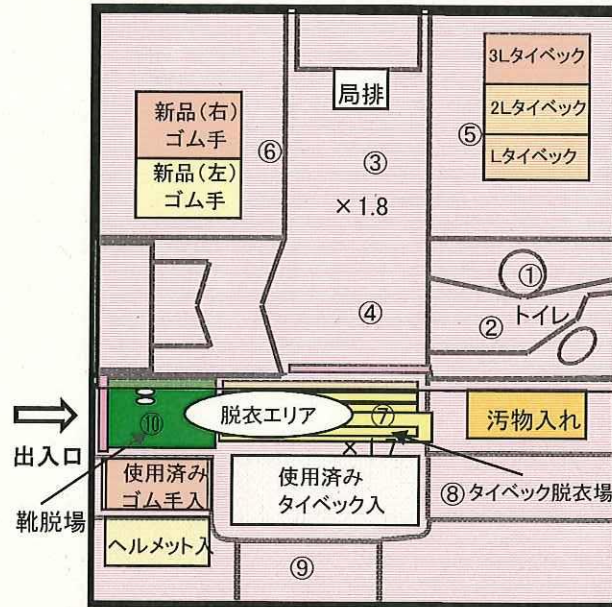 3Lタイベック
局排
新品(右)
ゴム手
2Lタイベック
⑤
⑥
③
Lタイベック
新品(左)
ゴム手
×1.8
①
④
②
トイレ
脱衣エリア
⑦
⑩
汚物入れ
出入口
使用済み
ゴム手入
使用済み
タイベック入
⑧タイベック脱衣場
靴脱場
ヘルメット入
⑨